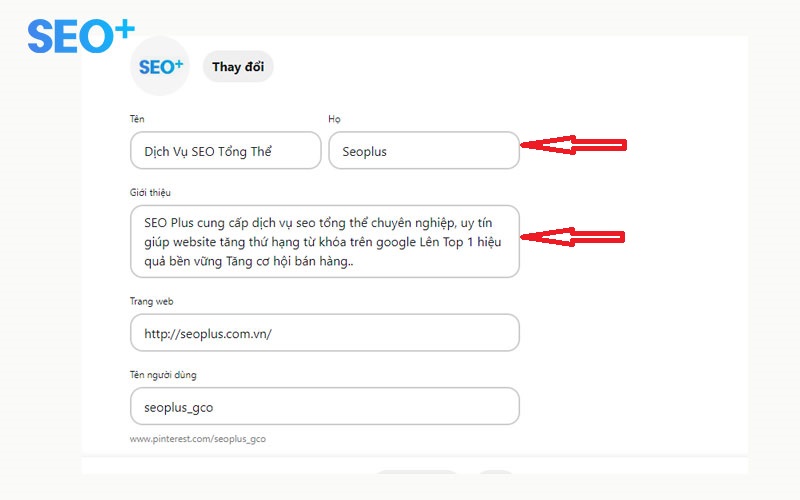 SEO+
SEO+
Thay đổi
Tên
Họ
Dịch Vụ SEO Tổng Thể
Seoplus
Giới thiệu
SEO Plus cung cấp dịch vụ seo tổng thể chuyên nghiệp, uy tín
giúp website tăng thứ hạng từ khóa trên google Lên Top 1 hiệu
quả bền vững Tăng cơ hội bán hàng..
Trang web
http://seoplus.com.vn/
Tên người dùng
seoplus_gco
www.pinterest.com/seoplus_gco